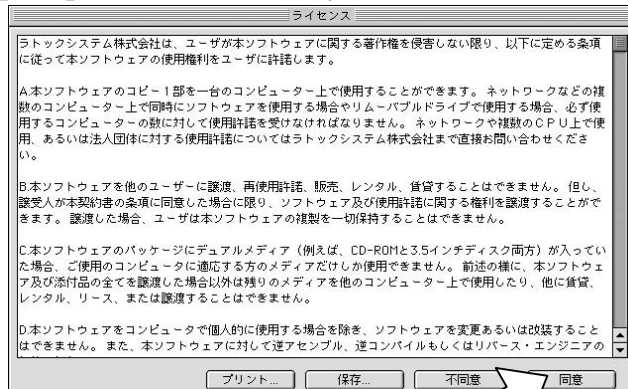 ライセンス
ラトックシステム株式会社は、ユーザが本ソフトウェアに関する著作権を侵害しない限り、以下に定める条項
に従って本ソフトウェアの使用権利をユーザに許諾します。
A.本ソフトウェアのコピー１部を一台のコンピューター上で使用することができます。 ネットワークなどの複
数のコンピューター上で同時にソフトウェアを使用する場合やリムーバブルドライブで使用する場合、必ず使
用するコンピューターの数に対して使用許諾を受けなければなりません。 ネットワークや複数のＣＰＵ上で使
用、あるいは法人団体に対する使用許諾についてはラトックシステム株式会社まで直接お問い合わせくださ
い。
B.本ソフトウェアを他のユーザーに譲渡、再使用許諾、販売、レンタル、賃貸することはできません。 但し、
譲受人が本契約書の条項に同意した場合に限り、ソフトウェア及び使用許諾に関する権利を譲渡することがで
きます。 譲渡した場合、ユーザは本ソフトウェアの複製を一切保持することはできません。
C.本ソフトウェアのパッケージにデュアルメディア（例えば、CD-ROMと3.5インチディスク両方）が入ってい
た場合、ご使用のコンピュータに適応する方のメディアだけしか使用できません。 前述の様に、本ソフトウェ
ア及び添付品の全てを譲渡した場合以外は残りのメディアを他のコンピューター上で使用したり、他に賃貸、
レンタル、リース、または譲渡することはできません。
D.本ソフトウェアをコンピュータで個人的に使用する場合を除き、ソフトウェアを変更あるいは改装すること
はできません。 また、本ソフトウェアに対して逆アセンブル、逆コンパイルもしくはリバース・エンジニアの
プリント... 保存... 不同意 同意